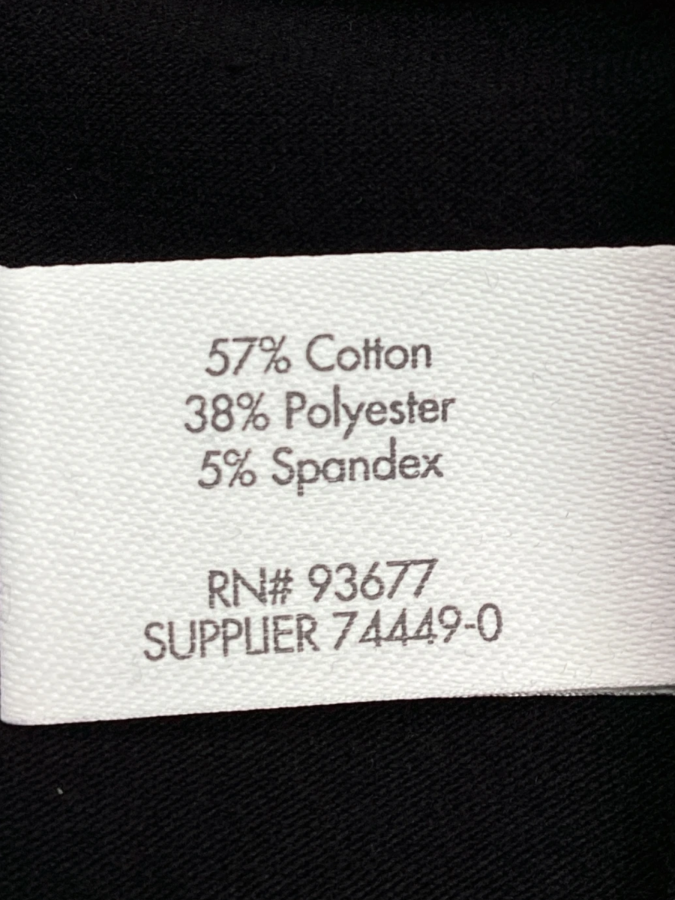 57% Cotton
38% Polyester
5% Spandex
RN# 93677
SUPPLIER 74449-0